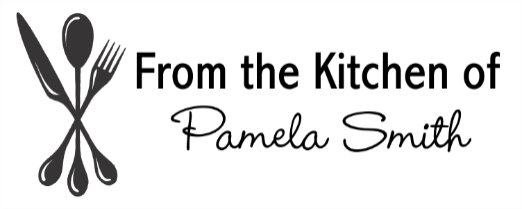 From the Kitchen of
Pamela Smith